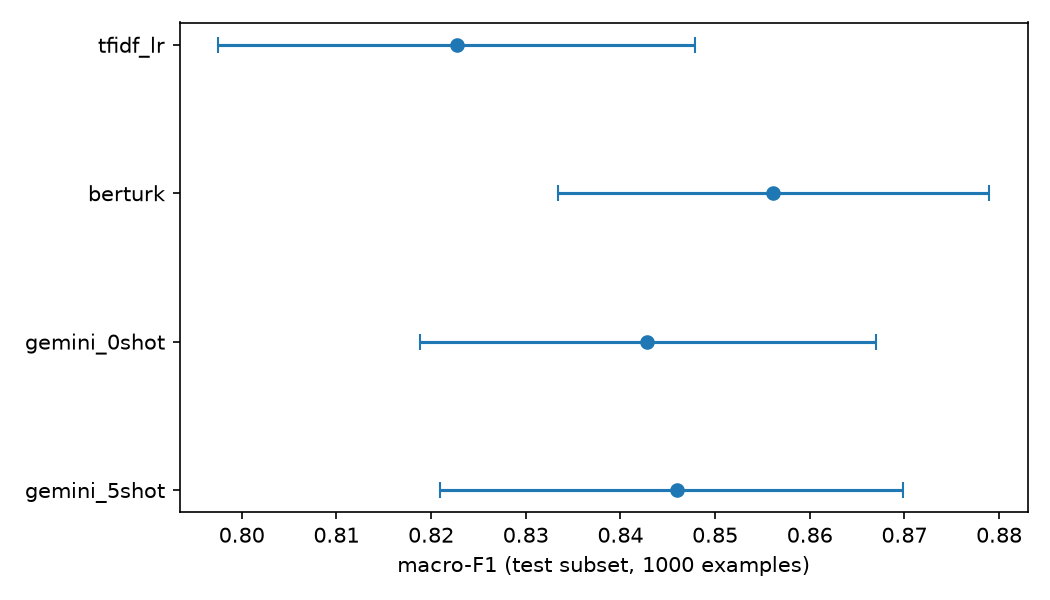 tfidf_lr
berturk
gemini_0shot
gemini_5shot
0.80 0.81 0.82 0.83 0.84 0.85 0.86 0.87 0.88
macro-F1 (test subset, 1000 examples)